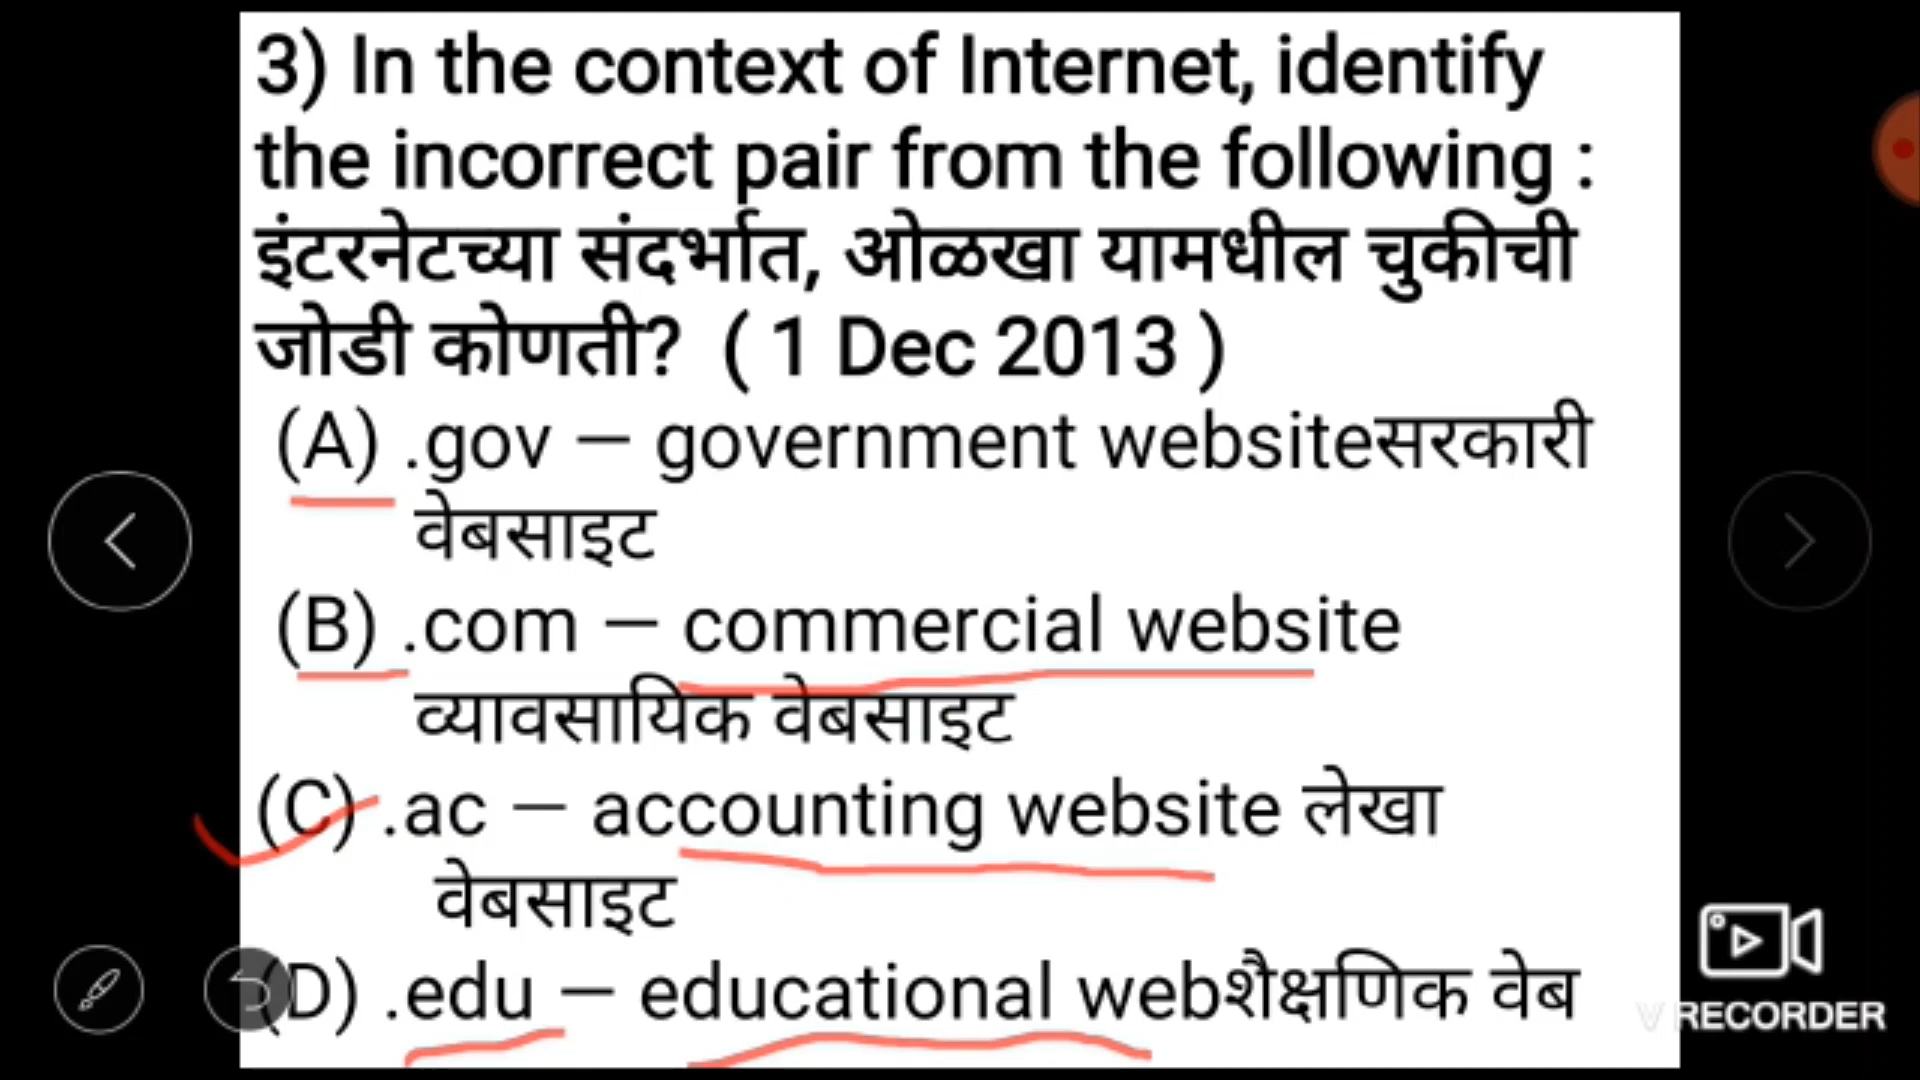 3) In the context of Internet, identify
the incorrect pair from the following :
इंटरनेटच्या संदर्भात, ओळखा यामधील चुकीची
जोडी कोणती? ( 1 Dec 2013 )
(A) .gov – government websiteसरकारी
वेबसाइट
(B) .com – commercial website
व्यावसायिक वेबसाइट
(C) .ac – accounting website लेखा
वेबसाइट
(D) .edu – educational webशैक्षणिक वेब
V RECORDER